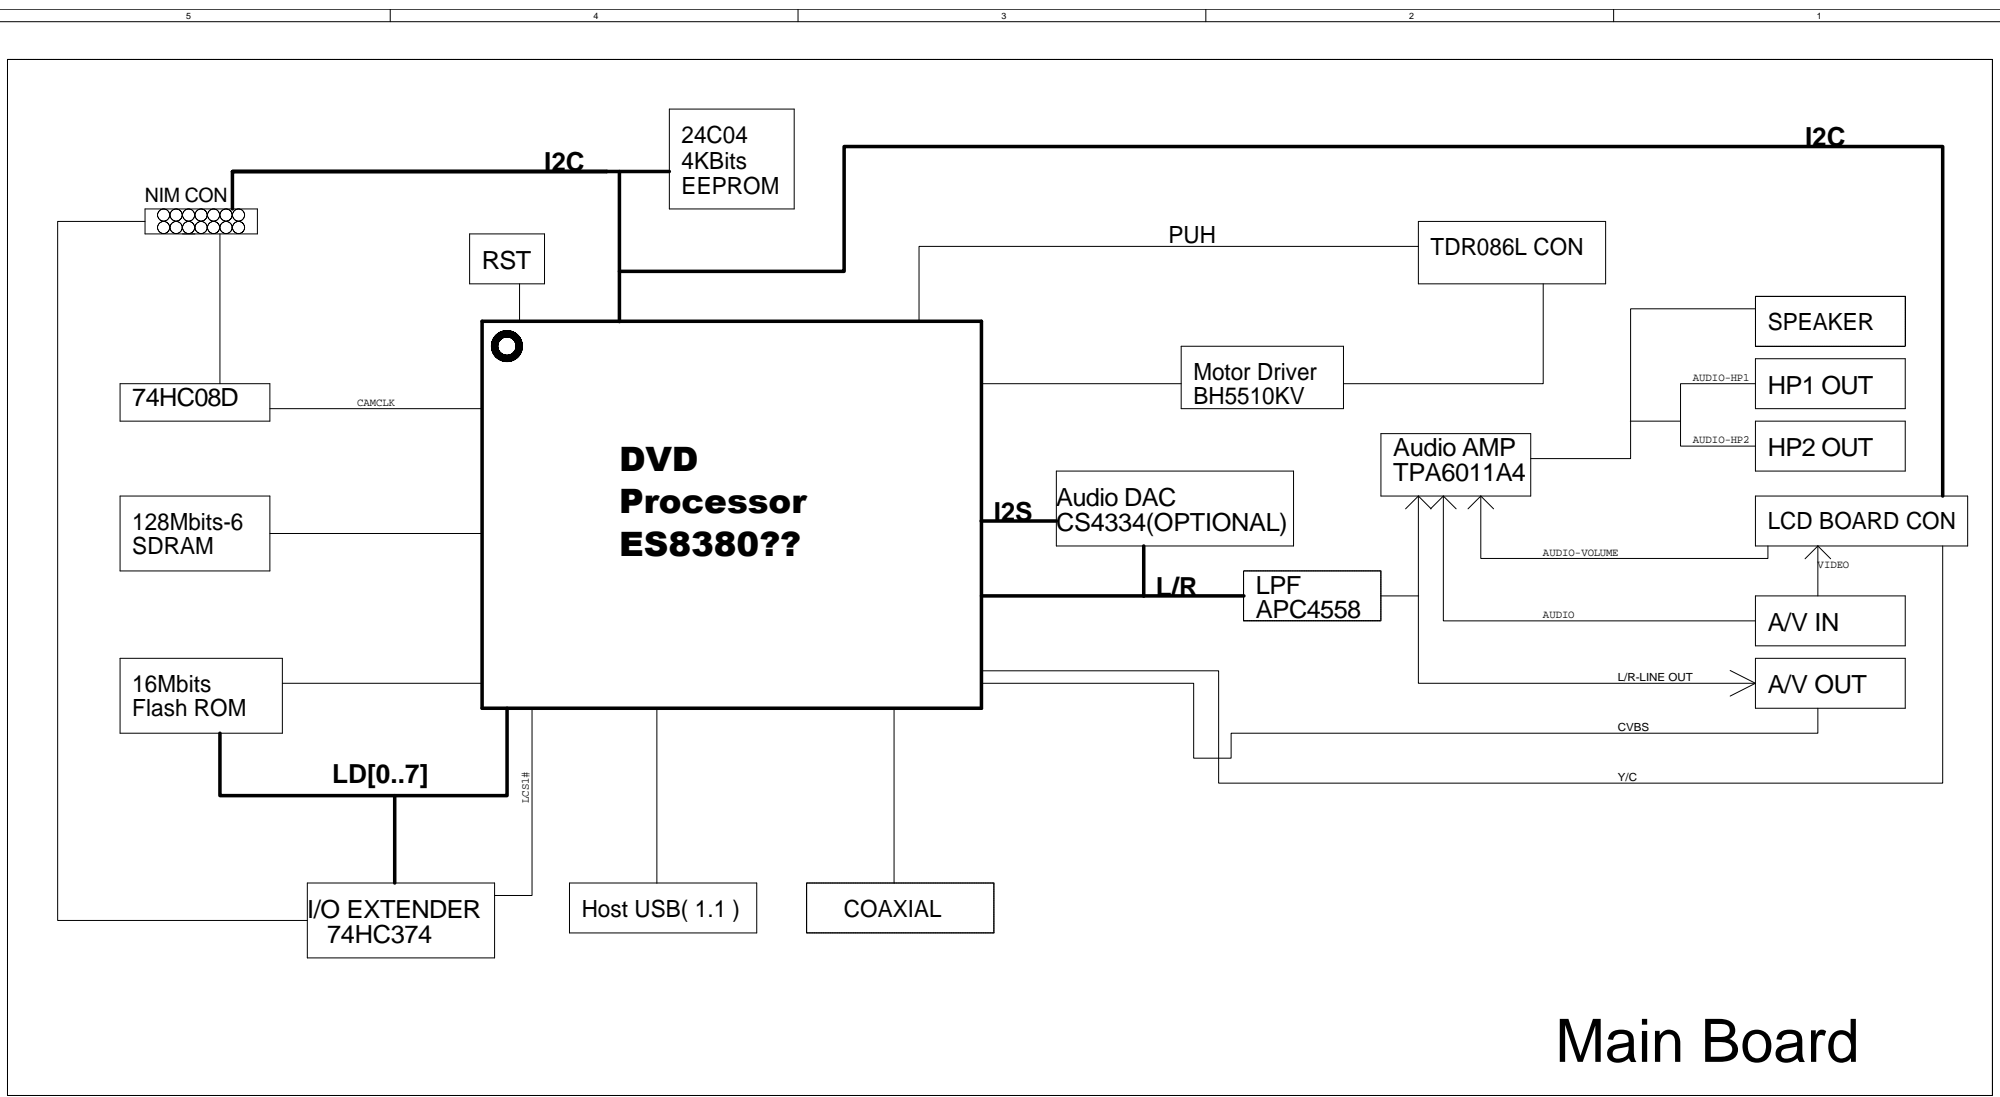 5 4 3 2 1
24C04
4KBits
EEPROM
I2C
I2C
NIM CON
RST
PUH
TDR086L CON
SPEAKER
Motor Driver
BH5510KV
AUDIO-HP1
HP1 OUT
74HC08D
CAMCLK
AUDIO-HP2
HP2 OUT
Audio AMP
TPA6011A4
DVD
Processor
ES8380??
128Mbits-6
SDRAM
I2S
Audio DAC
CS4334(OPTIONAL)
LCD BOARD CON
AUDIO-VOLUME
VIDEO
L/R
LPF
APC4558
AUDIO
A/V IN
16Mbits
Flash ROM
L/R-LINE OUT
A/V OUT
CVBS
LD[0..7]
LCS1#
Y/C
I/O EXTENDER
74HC374
Host USB( 1.1 )
COAXIAL
Main Board